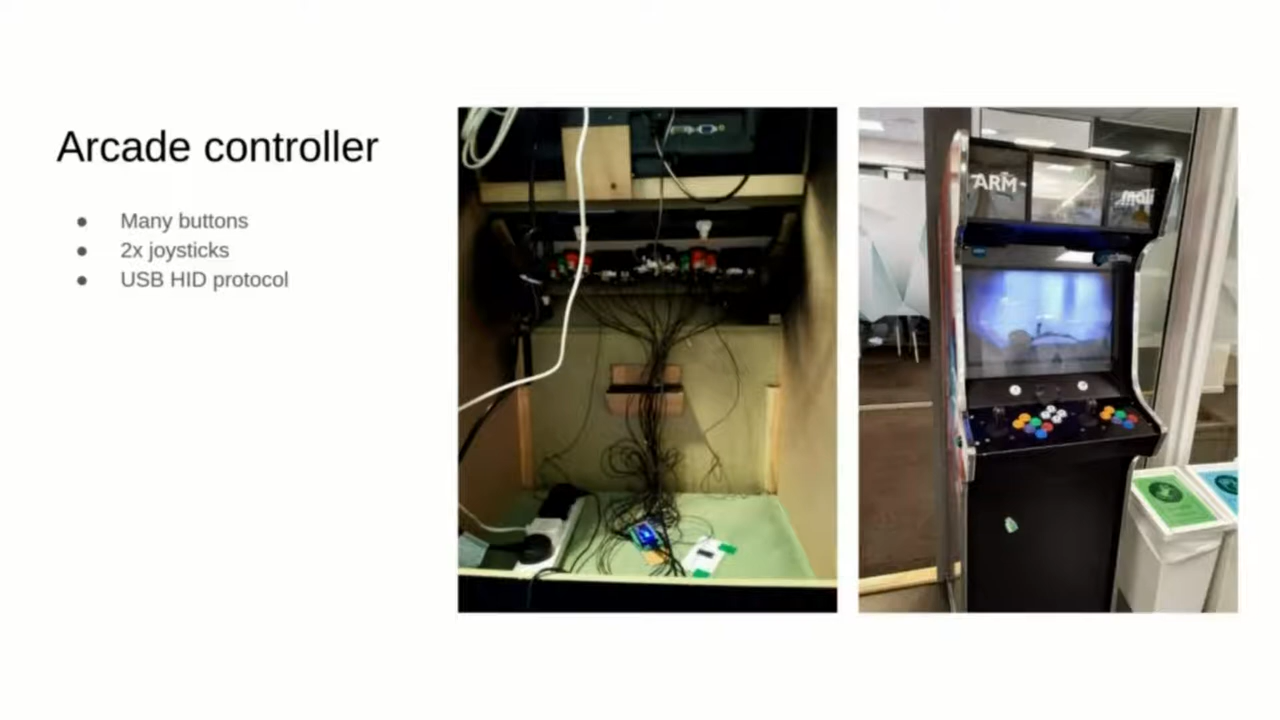 Arcade controller
● Many buttons
● 2x joysticks
● USB HID protocol
ARM
mali